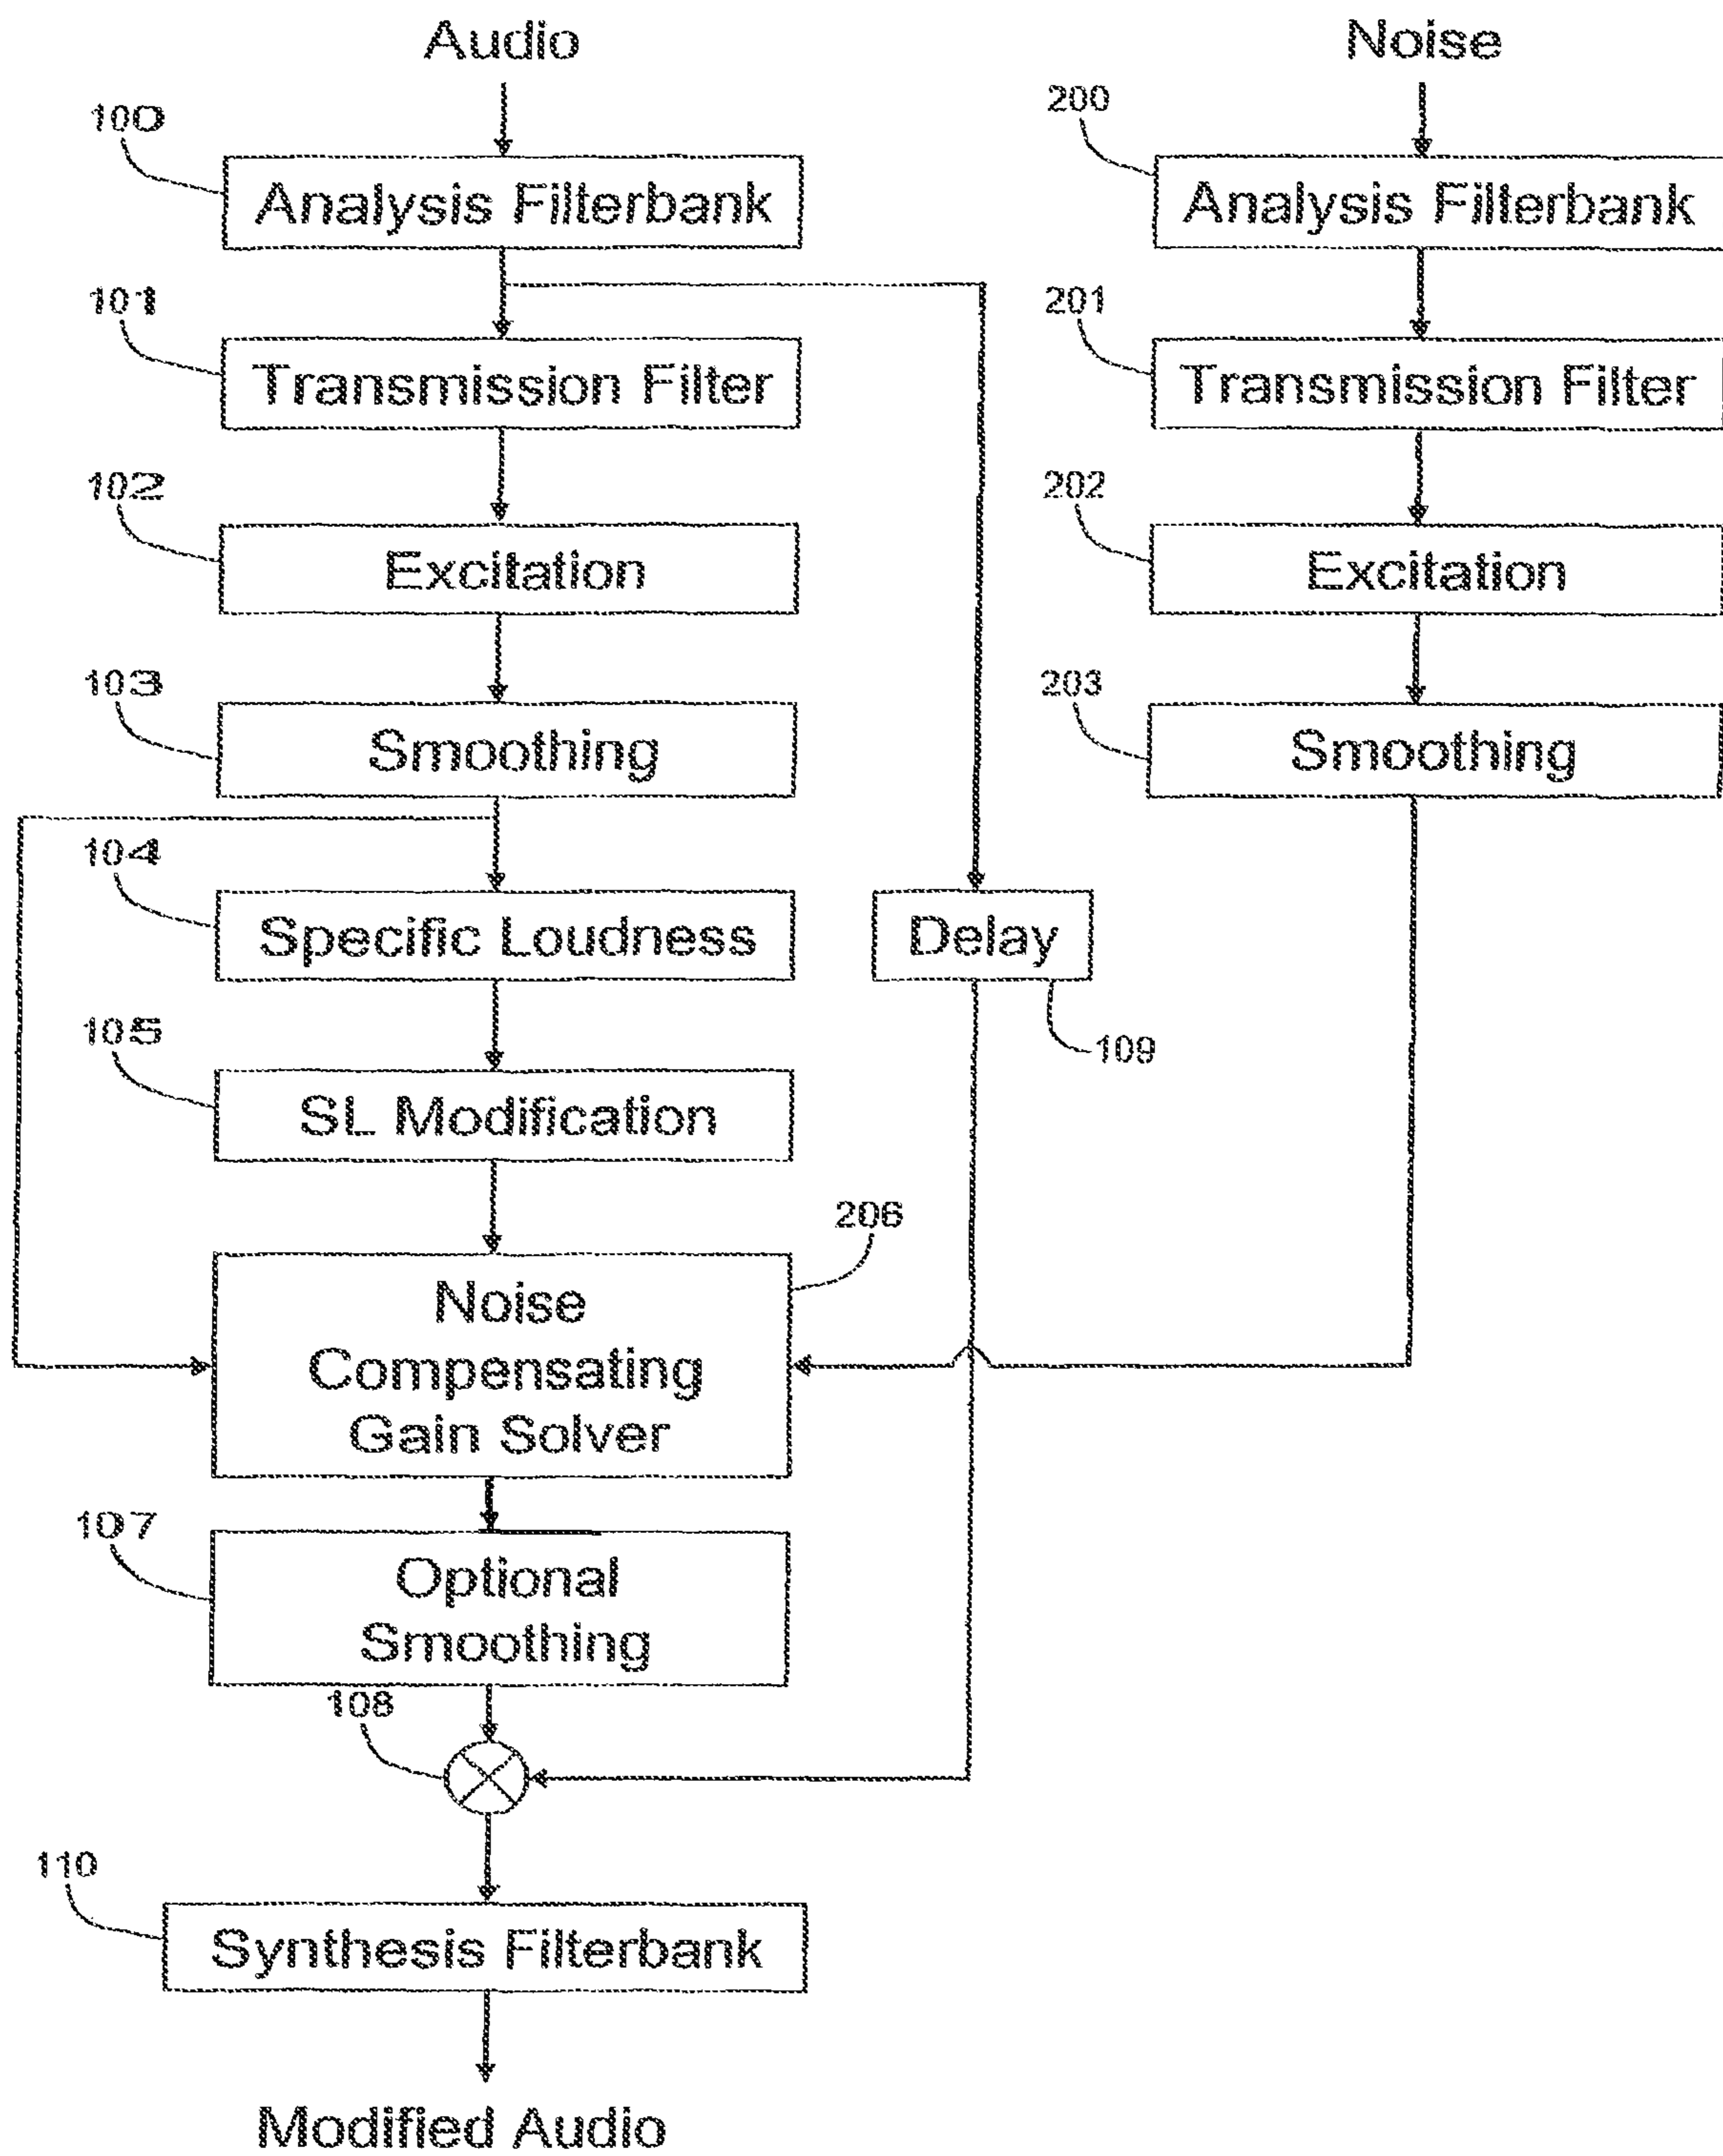 Audio
Noise
100
Analysis Filterbank
200
Analysis Filterbank
101
Transmission Filter
201
Transmission Filter
102
Excitation
202
Excitation
103
Smoothing
203
Smoothing
104
Specific Loudness
Delay
109
105
SL Modification
206
Noise
Compensating
Gain Solver
107
Optional
Smoothing
108
110
Synthesis Filterbank
Modified Audio